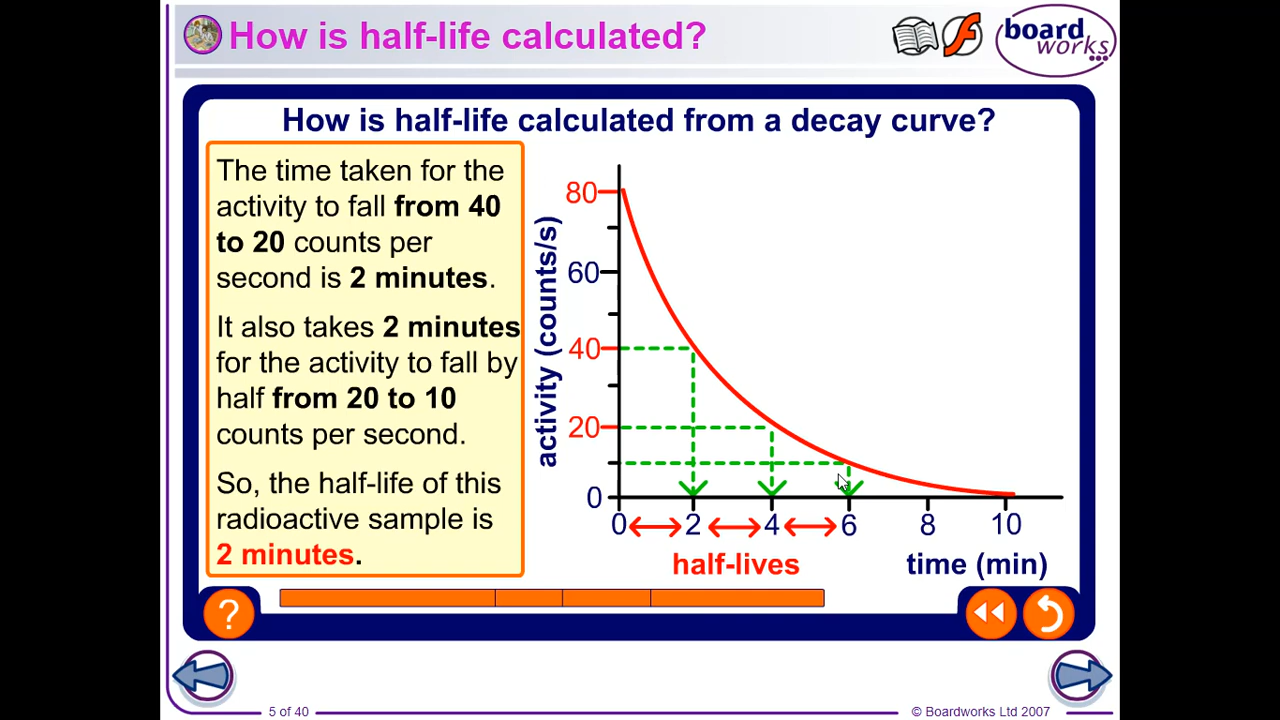 How is half-life calculated?
board
works
How is half-life calculated from a decay curve?
The time taken for the
activity to fall from 40
to 20 counts per
second is 2 minutes.
It also takes 2 minutes
for the activity to fall by
half from 20 to 10
counts per second.
So, the half-life of this
radioactive sample is
2 minutes.
activity (counts/s)
80
60
40
20
0
0 2 4 6 8 10
half-lives
time (min)
?
5 of 40
© Boardworks Ltd 2007